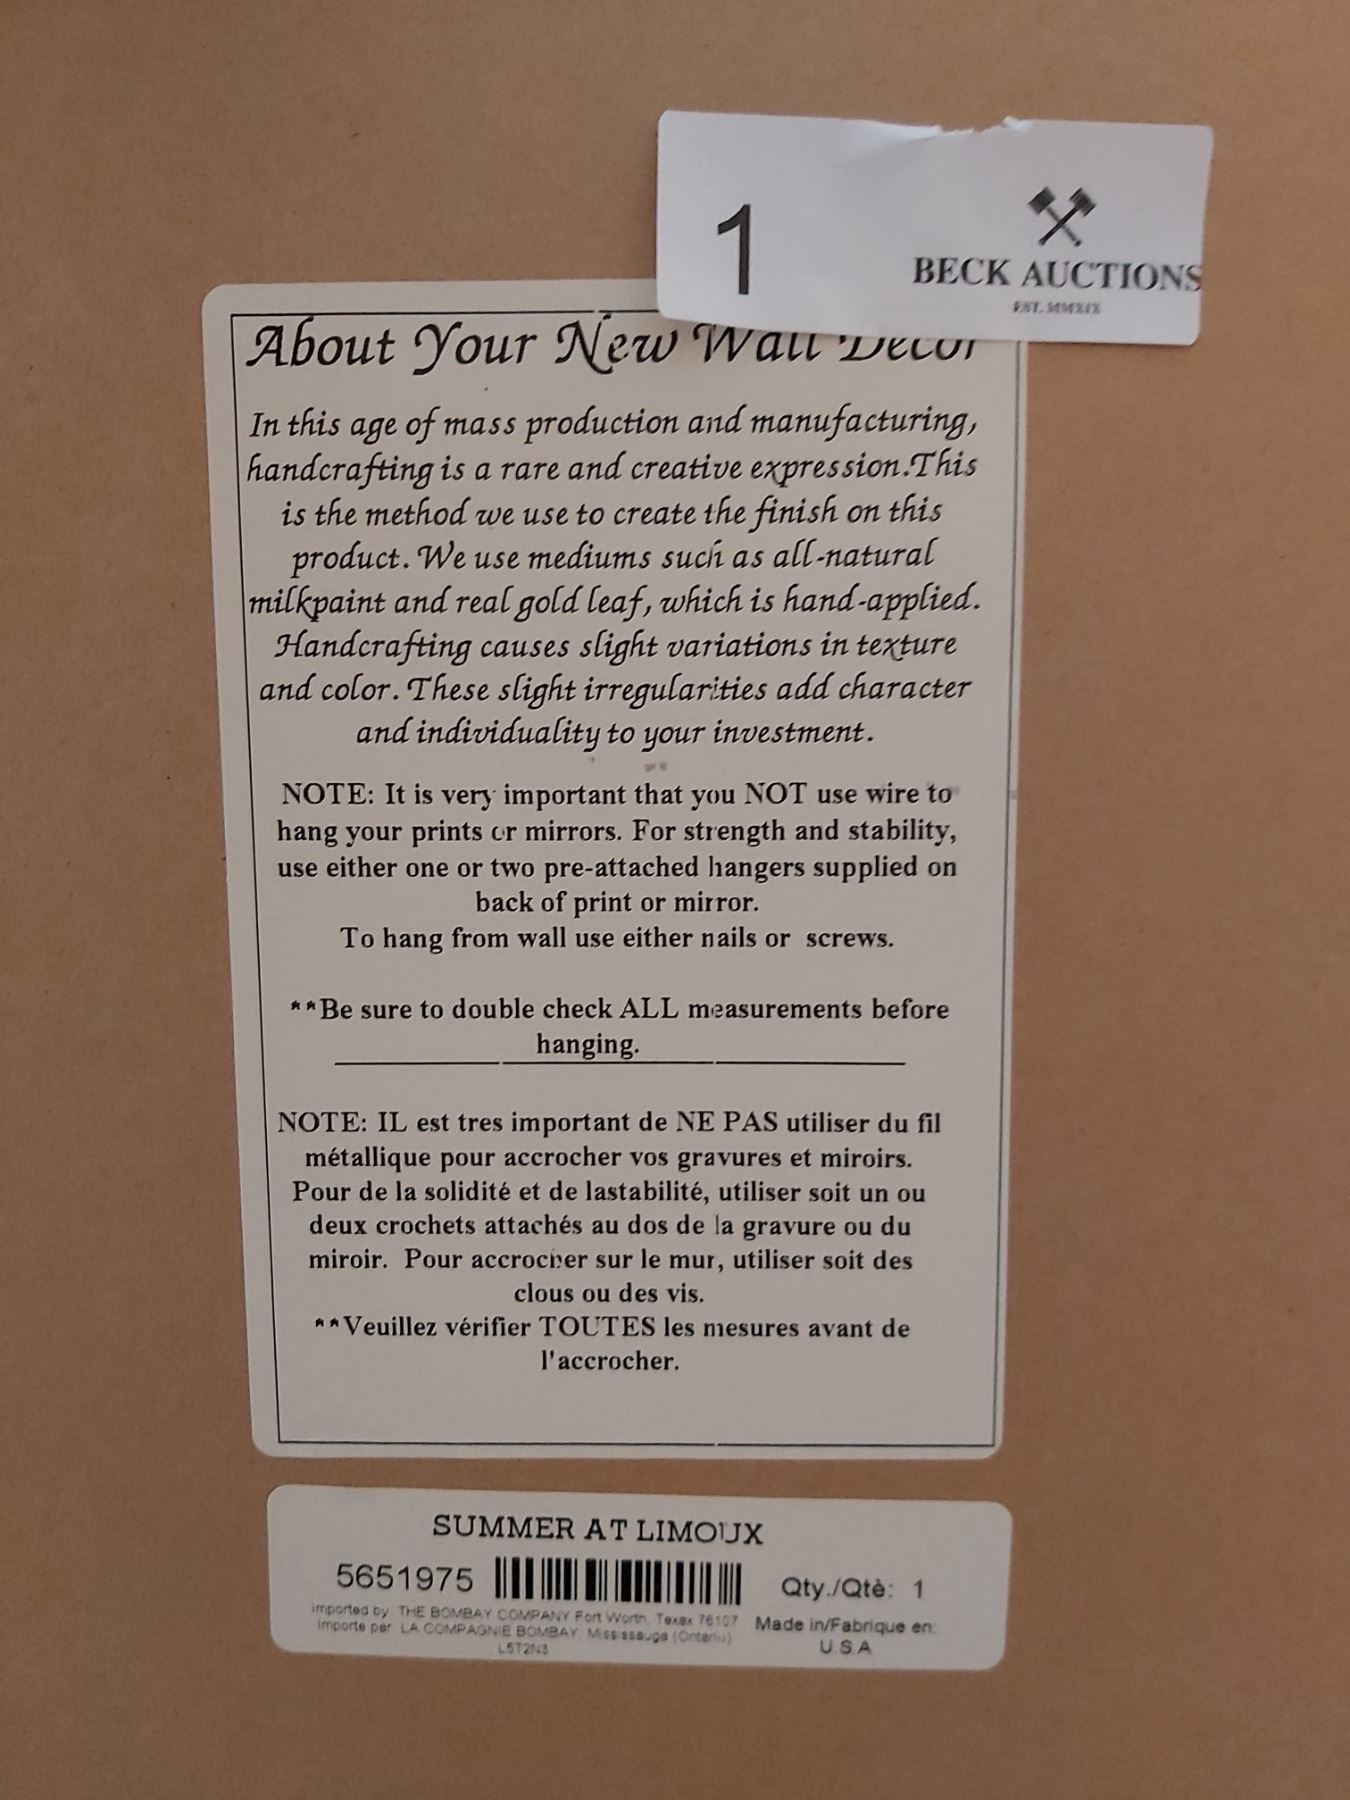 1
BECK AUCTIONS
EST. MMXIX
About Your New Wall Decor
In this age of mass production and manufacturing,
handcrafting is a rare and creative expression.This
is the method we use to create the finish on this
product. We use mediums such as all-natural
milkpaint and real gold leaf, which is hand-applied.
Handcrafting causes slight variations in texture
and color. These slight irregularities add character
and individuality to your investment.
NOTE: It is very important that you NOT use wire to
hang your prints or mirrors. For strength and stability,
use either one or two pre-attached hangers supplied on
back of print or mirror.
To hang from wall use either nails or screws.
**Be sure to double check ALL measurements before
hanging.
NOTE: IL est tres important de NE PAS utiliser du fil
métallique pour accrocher vos gravures et miroirs.
Pour de la solidité et de lastabilité, utiliser soit un ou
deux crochets attachés au dos de la gravure ou du
miroir. Pour accrocher sur le mur, utiliser soit des
clous ou des vis.
**Veuillez vérifier TOUTES les mesures avant de
l'accrocher.
SUMMER AT LIMOUX
5651975 Qty./Qtè: 1
imported by THE BOMBAY COMPANY Fort Worth, Texax 76107
importe par LA COMPAGNIE BOMBAY, Mississauga (Ontario)
L5T2N8
Made in/Fabrique en:
U.S.A